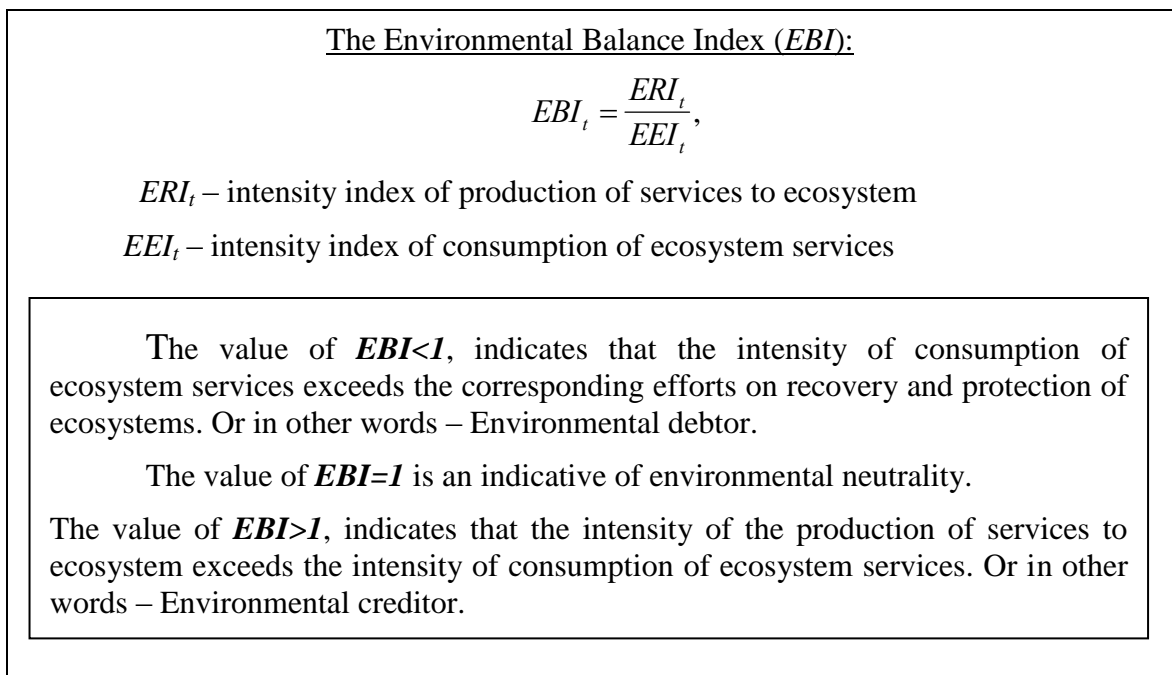 The Environmental Balance Index (EBI):
EBI_t = ERI_t / EEI_t,
ERI_t – intensity index of production of services to ecosystem
EEI_t – intensity index of consumption of ecosystem services
The value of EBI<1, indicates that the intensity of consumption of
ecosystem services exceeds the corresponding efforts on recovery and protection of
ecosystems. Or in other words – Environmental debtor.
The value of EBI=1 is an indicative of environmental neutrality.
The value of EBI>1, indicates that the intensity of the production of services to
ecosystem exceeds the intensity of consumption of ecosystem services. Or in other
words – Environmental creditor.